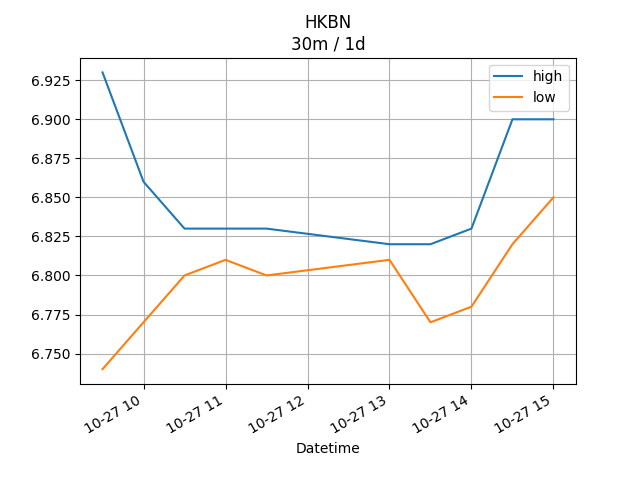 HKBN
30m / 1d
high
low
6.925
6.900
6.875
6.850
6.825
6.800
6.775
6.750
10-27 10
10-27 11
10-27 12
10-27 13
10-27 14
10-27 15
Datetime